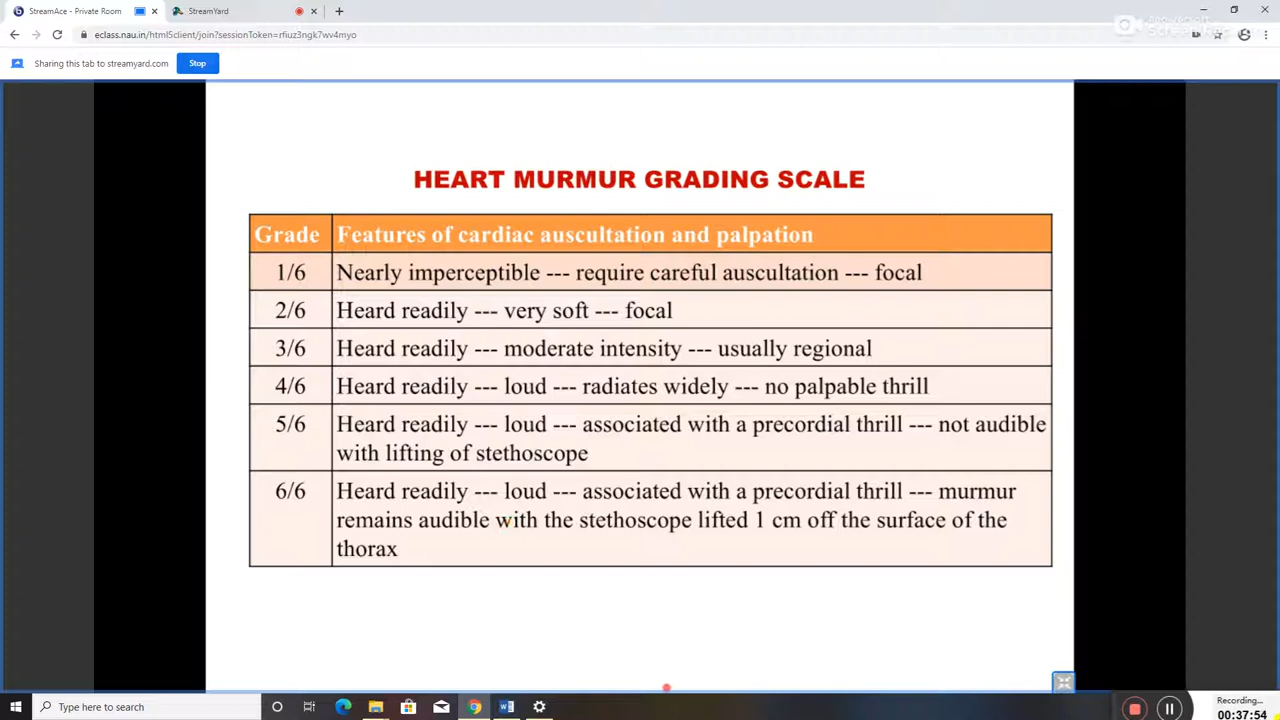 StreamAce - Private Room
StreamYard
eclass.nau.in/html5client/join?sessionToken=rfiuz3ngk7wv4myo
Sharing this tab to streamyard.com
Stop
HEART MURMUR GRADING SCALE
Grade Features of cardiac auscultation and palpation
1/6 Nearly imperceptible --- require careful auscultation --- focal
2/6 Heard readily --- very soft --- focal
3/6 Heard readily --- moderate intensity --- usually regional
4/6 Heard readily --- loud --- radiates widely --- no palpable thrill
5/6 Heard readily --- loud --- associated with a precordial thrill --- not audible
with lifting of stethoscope
6/6 Heard readily --- loud --- associated with a precordial thrill --- murmur
remains audible with the stethoscope lifted 1 cm off the surface of the
thorax
Type here to search
Recording...
00:37:54